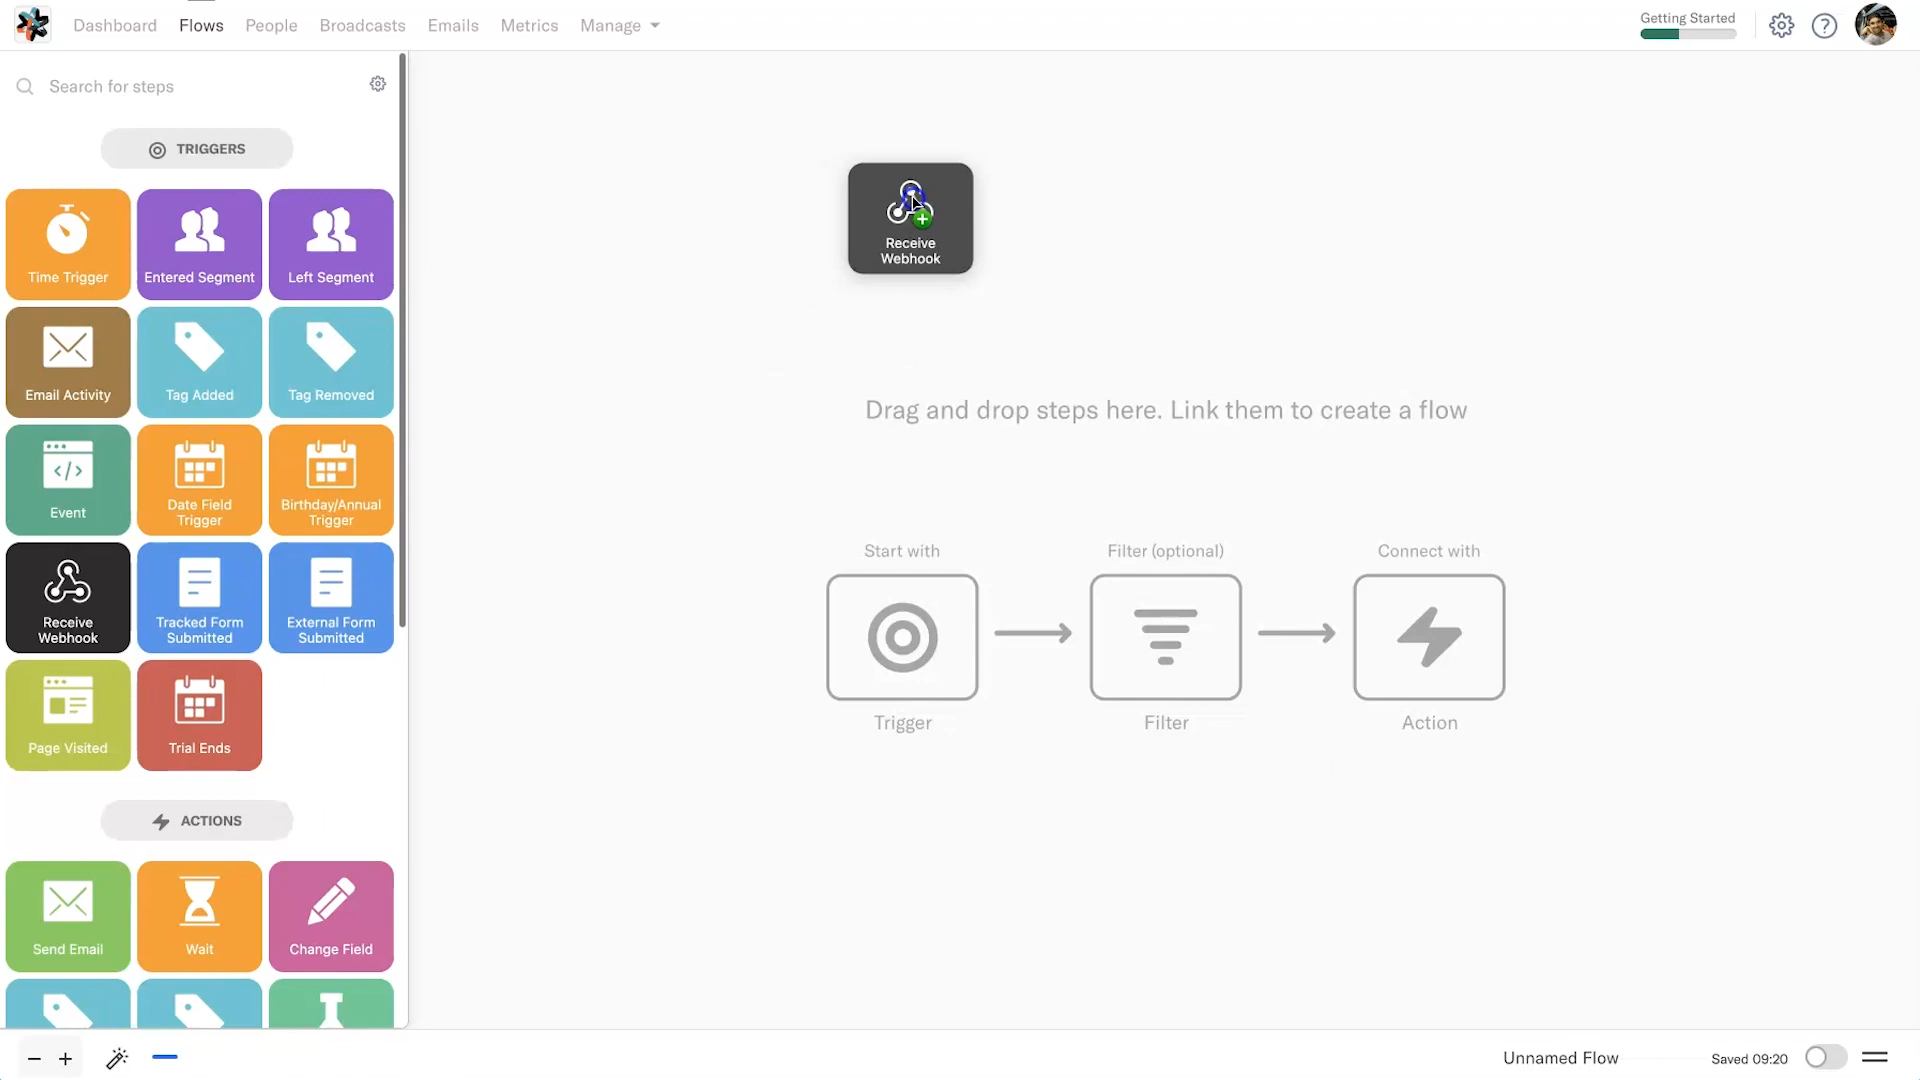 Dashboard
Flows
People
Broadcasts
Emails
Metrics
Manage
Getting Started
Search for steps
TRIGGERS
Time Trigger
Entered Segment
Left Segment
Email Activity
Tag Added
Tag Removed
Event
Date Field
Trigger
Birthday/Annual
Trigger
Receive
Webhook
Tracked Form
Submitted
External Form
Submitted
Page Visited
Trial Ends
ACTIONS
Send Email
Wait
Change Field
Receive
Webhook
Drag and drop steps here. Link them to create a flow
Start with
Filter (optional)
Connect with
Trigger
Filter
Action
Unnamed Flow
Saved 09:20